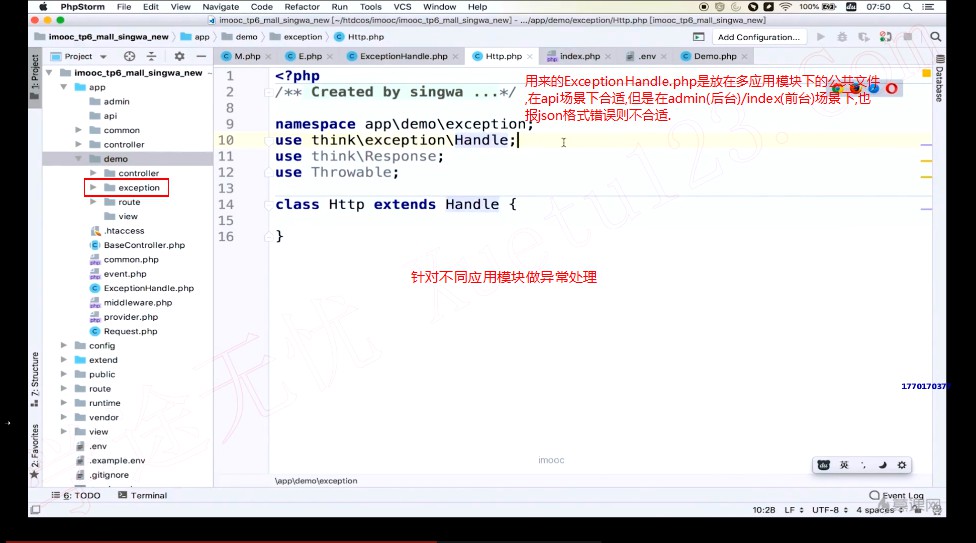 PhpStorm File Edit View Navigate Code Refactor Run Tools VCS Window Help 100% 07:50
imooc_tp6_mall_singwa_new [~/htdcos/imooc/imooc_tp6_mall_singwa_new] - .../app/demo/exception/Http.php [imooc_tp6_mall_singwa_new]
imooc_tp6_mall_singwa_new app demo exception Http.php Add Configuration...
Project M.php E.php ExceptionHandle.php Http.php index.php .env Demo.php
1: Project
Database
imooc_tp6_mall_singwa_new
app
admin
api
common
controller
demo
controller
exception
route
view
.htaccess
BaseController.php
common.php
event.php
ExceptionHandle.php
middleware.php
provider.php
Request.php
config
extend
public
route
runtime
vendor
view
.env
.example.env
.gitignore
7: Structure
2: Favorites
1 <?php
2 /** Created by singwa ...*/
8
9 namespace app\demo\exception;
10 use think\exception\Handle;
11 use think\Response;
12 use Throwable;
13
14 class Http extends Handle {
15
16 }
用来的ExceptionHandle.php是放在多应用模块下的公共文件
,在api场景下合适,但是在admin(后台)/index(前台)场景下,也
报json格式错误则不合适.
针对不同应用模块做异常处理
177017037
imooc
英
\app\demo\exception
6: TODO Terminal Event Log
10:28 LF UTF-8 4 spaces
慕课网